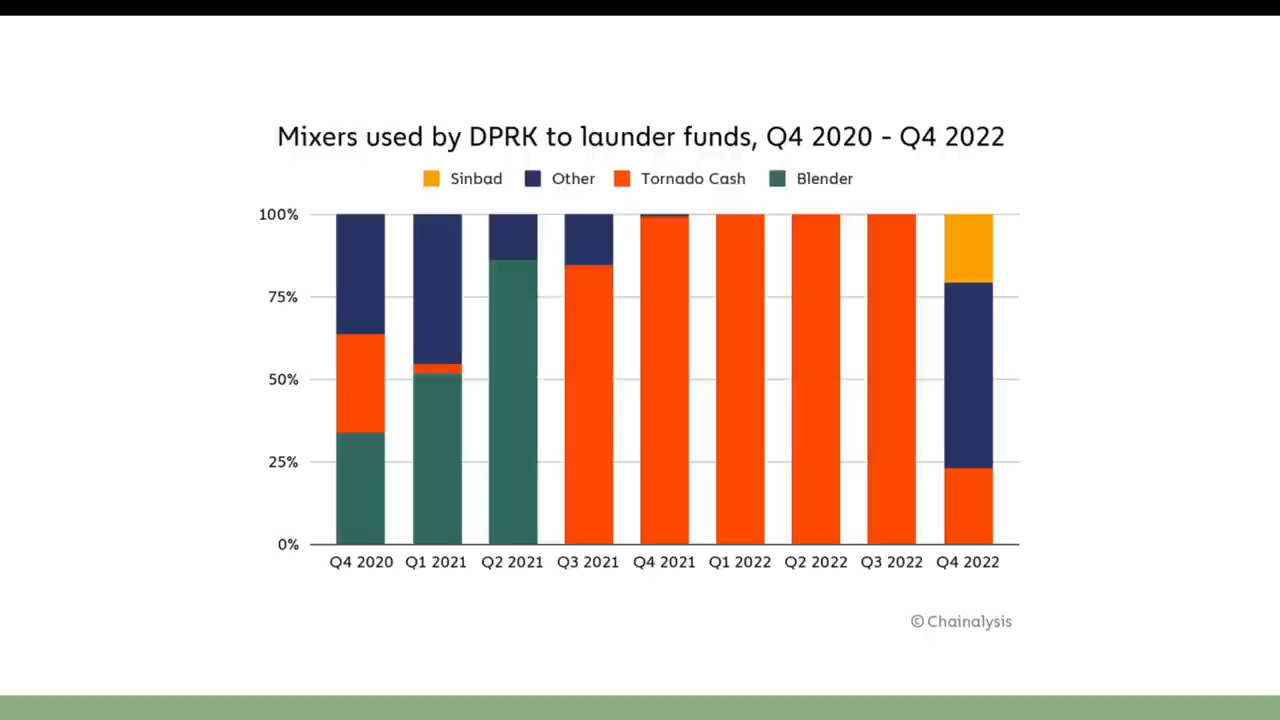 Mixers used by DPRK to launder funds, Q4 2020 - Q4 2022
Sinbad Other Tornado Cash Blender
100%
75%
50%
25%
0%
Q4 2020 Q1 2021 Q2 2021 Q3 2021 Q4 2021 Q1 2022 Q2 2022 Q3 2022 Q4 2022
© Chainalysis